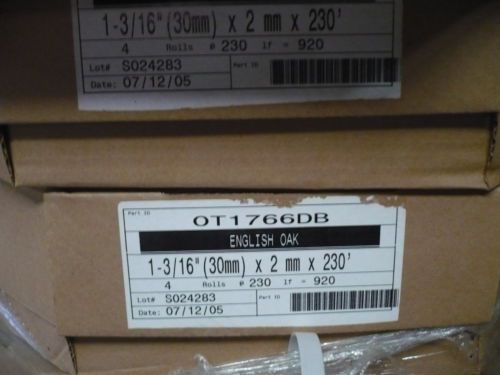 1-3/16" (30mm) x 2 mm x 230'
4 Rolls @ 230 lf = 920
Lot# S024283 Part ID
Date: 07/12/05
Part ID
OT1766DB
ENGLISH OAK
1-3/16" (30mm) x 2 mm x 230'
4 Rolls @ 230 lf = 920
Lot# S024283 Part ID
Date: 07/12/05